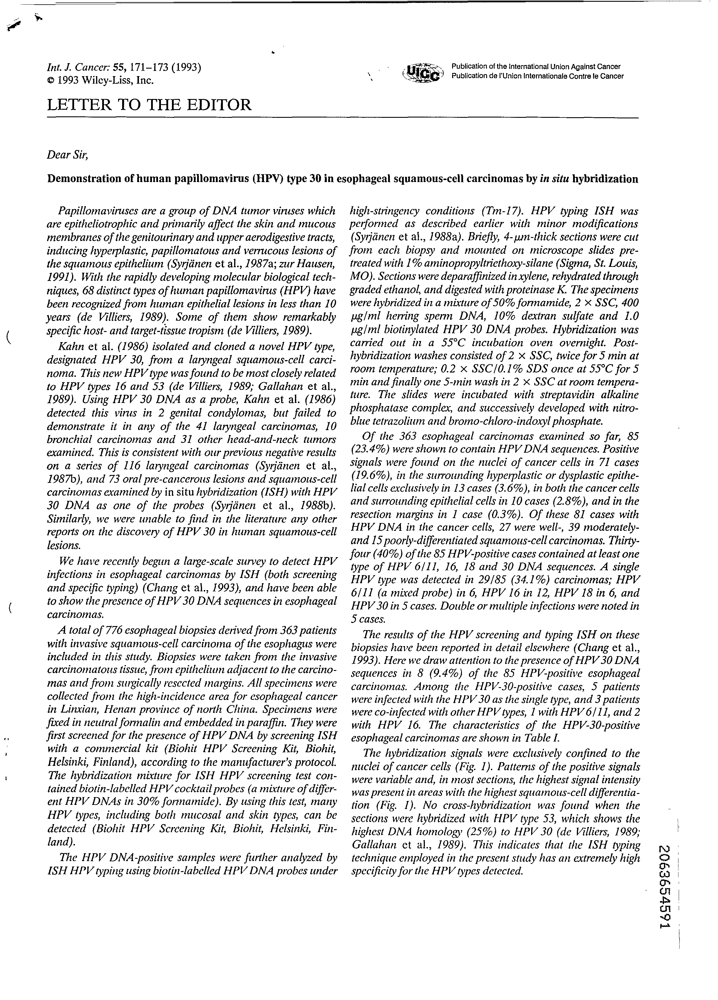 Int. J. Cancer: 55, 171–173 (1993)
© 1993 Wiley-Liss, Inc.
UICC
Publication of the International Union Against Cancer
Publication de l'Union Internationale Contre le Cancer
LETTER TO THE EDITOR
Dear Sir,
Demonstration of human papillomavirus (HPV) type 30 in esophageal squamous-cell carcinomas by in situ hybridization
Papillomaviruses are a group of DNA tumor viruses which
are epitheliotrophic and primarily affect the skin and mucous
membranes of the genitourinary and upper aerodigestive tracts,
inducing hyperplastic, papillomatous and verrucous lesions of
the squamous epithelium (Syrjänen et al., 1987a; zur Hausen,
1991). With the rapidly developing molecular biological tech-
niques, 68 distinct types of human papillomavirus (HPV) have
been recognized from human epithelial lesions in less than 10
years (de Villiers, 1989). Some of them show remarkably
specific host- and target-tissue tropism (de Villiers, 1989).
Kahn et al. (1986) isolated and cloned a novel HPV type,
designated HPV 30, from a laryngeal squamous-cell carci-
noma. This new HPV type was found to be most closely related
to HPV types 16 and 53 (de Villiers, 1989; Gallahan et al.,
1989). Using HPV 30 DNA as a probe, Kahn et al. (1986)
detected this virus in 2 genital condylomas, but failed to
demonstrate it in any of the 41 laryngeal carcinomas, 10
bronchial carcinomas and 31 other head-and-neck tumors
examined. This is consistent with our previous negative results
on a series of 116 laryngeal carcinomas (Syrjänen et al.,
1987b), and 73 oral pre-cancerous lesions and squamous-cell
carcinomas examined by in situ hybridization (ISH) with HPV
30 DNA as one of the probes (Syrjänen et al., 1988b).
Similarly, we were unable to find in the literature any other
reports on the discovery of HPV 30 in human squamous-cell
lesions.
We have recently begun a large-scale survey to detect HPV
infections in esophageal carcinomas by ISH (both screening
and specific typing) (Chang et al., 1993), and have been able
to show the presence of HPV 30 DNA sequences in esophageal
carcinomas.
A total of 776 esophageal biopsies derived from 363 patients
with invasive squamous-cell carcinoma of the esophagus were
included in this study. Biopsies were taken from the invasive
carcinomatous tissue, from epithelium adjacent to the carcino-
mas and from surgically resected margins. All specimens were
collected from the high-incidence area for esophageal cancer
in Linxian, Henan province of north China. Specimens were
fixed in neutral formalin and embedded in paraffin. They were
first screened for the presence of HPV DNA by screening ISH
with a commercial kit (Biohit HPV Screening Kit, Biohit,
Helsinki, Finland), according to the manufacturer's protocol.
The hybridization mixture for ISH HPV screening test con-
tained biotin-labelled HPV cocktail probes (a mixture of differ-
ent HPV DNAs in 30% formamide). By using this test, many
HPV types, including both mucosal and skin types, can be
detected (Biohit HPV Screening Kit, Biohit, Helsinki, Fin-
land).
The HPV DNA-positive samples were further analyzed by
ISH HPV typing using biotin-labelled HPV DNA probes under
high-stringency conditions (Tm-17). HPV typing ISH was
performed as described earlier with minor modifications
(Syrjänen et al., 1988a). Briefly, 4-µm-thick sections were cut
from each biopsy and mounted on microscope slides pre-
treated with 1% aminopropyltriethoxy-silane (Sigma, St. Louis,
MO). Sections were deparaffinized in xylene, rehydrated through
graded ethanol, and digested with proteinase K. The specimens
were hybridized in a mixture of 50% formamide, 2 × SSC, 400
µg/ml herring sperm DNA, 10% dextran sulfate and 1.0
µg/ml biotinylated HPV 30 DNA probes. Hybridization was
carried out in a 55°C incubation oven overnight. Post-
hybridization washes consisted of 2 × SSC, twice for 5 min at
room temperature; 0.2 × SSC/0.1% SDS once at 55°C for 5
min and finally one 5-min wash in 2 × SSC at room tempera-
ture. The slides were incubated with streptavidin alkaline
phosphatase complex, and successively developed with nitro-
blue tetrazolium and bromo-chloro-indoxyl phosphate.
Of the 363 esophageal carcinomas examined so far, 85
(23.4%) were shown to contain HPV DNA sequences. Positive
signals were found on the nuclei of cancer cells in 71 cases
(19.6%), in the surrounding hyperplastic or dysplastic epithe-
lial cells exclusively in 13 cases (3.6%), in both the cancer cells
and surrounding epithelial cells in 10 cases (2.8%), and in the
resection margins in 1 case (0.3%). Of these 81 cases with
HPV DNA in the cancer cells, 27 were well-, 39 moderately-
and 15 poorly-differentiated squamous-cell carcinomas. Thirty-
four (40%) of the 85 HPV-positive cases contained at least one
type of HPV 6/11, 16, 18 and 30 DNA sequences. A single
HPV type was detected in 29/85 (34.1%) carcinomas; HPV
6/11 (a mixed probe) in 6, HPV 16 in 12, HPV 18 in 6, and
HPV 30 in 5 cases. Double or multiple infections were noted in
5 cases.
The results of the HPV screening and typing ISH on these
biopsies have been reported in detail elsewhere (Chang et al.,
1993). Here we draw attention to the presence of HPV 30 DNA
sequences in 8 (9.4%) of the 85 HPV-positive esophageal
carcinomas. Among the HPV-30-positive cases, 5 patients
were infected with the HPV 30 as the single type, and 3 patients
were co-infected with other HPV types, 1 with HPV 6/11, and 2
with HPV 16. The characteristics of the HPV-30-positive
esophageal carcinomas are shown in Table I.
The hybridization signals were exclusively confined to the
nuclei of cancer cells (Fig. 1). Patterns of the positive signals
were variable and, in most sections, the highest signal intensity
was present in areas with the highest squamous-cell differentia-
tion (Fig. 1). No cross-hybridization was found when the
sections were hybridized with HPV type 53, which shows the
highest DNA homology (25%) to HPV 30 (de Villiers, 1989;
Gallahan et al., 1989). This indicates that the ISH typing
technique employed in the present study has an extremely high
specificity for the HPV types detected.
2063654591